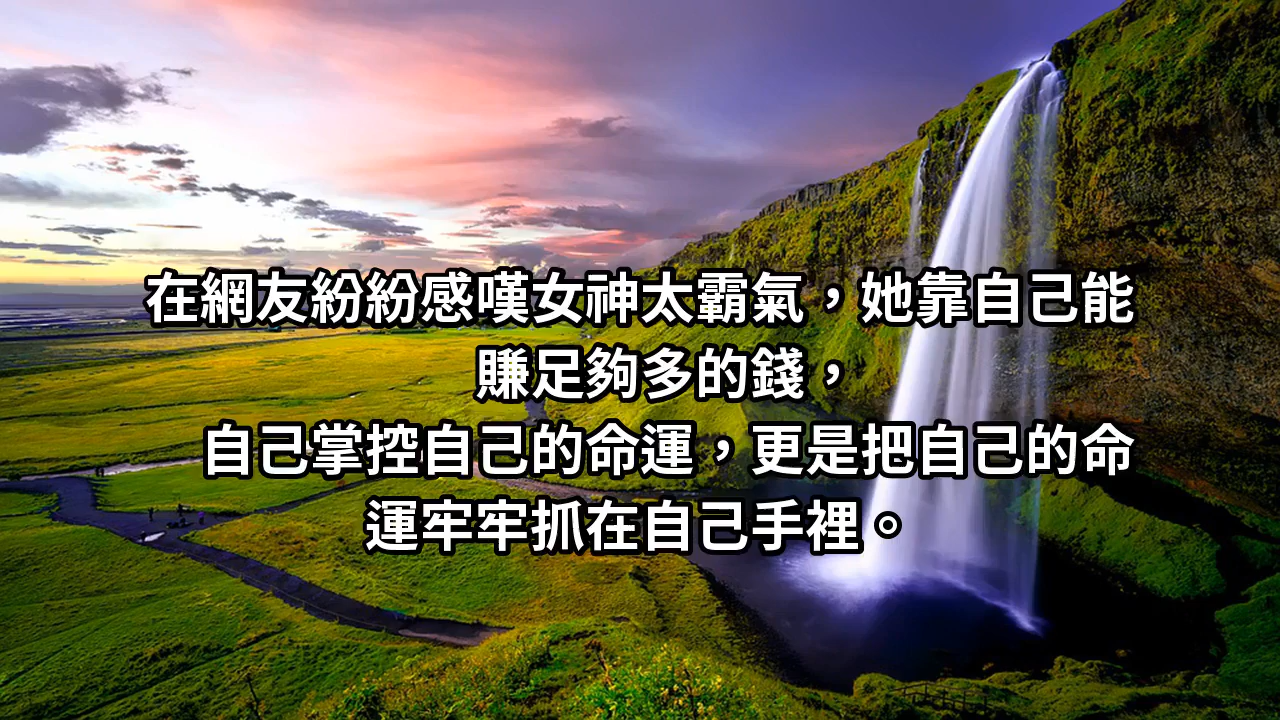 在網友紛紛感嘆女神太霸氣，她靠自己能
賺足夠多的錢，
自己掌控自己的命運，更是把自己的命
運牢牢抓在自己手裡。